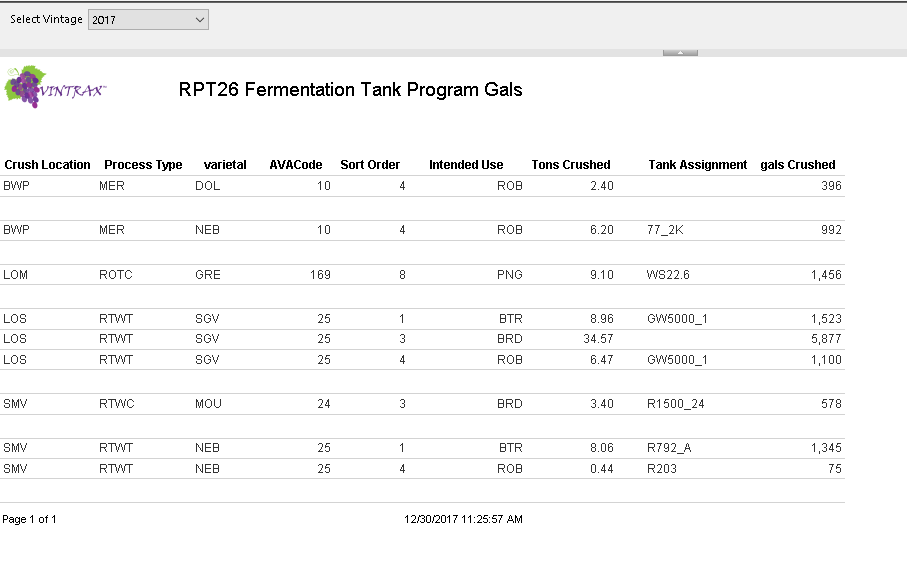 Select Vintage 2017
VINTRAX™
RPT26 Fermentation Tank Program Gals
Crush Location Process Type varietal AVACode Sort Order Intended Use Tons Crushed Tank Assignment gals Crushed
BWP MER DOL 10 4 ROB 2.40 396
BWP MER NEB 10 4 ROB 6.20 77_2K 992
LOM ROTC GRE 169 8 PNG 9.10 WS22.6 1,456
LOS RTWT SGV 25 1 BTR 8.96 GW5000_1 1,523
LOS RTWT SGV 25 3 BRD 34.57 5,877
LOS RTWT SGV 25 4 ROB 6.47 GW5000_1 1,100
SMV RTWC MOU 24 3 BRD 3.40 R1500_24 578
SMV RTWT NEB 25 1 BTR 8.06 R792_A 1,345
SMV RTWT NEB 25 4 ROB 0.44 R203 75
Page 1 of 1 12/30/2017 11:25:57 AM